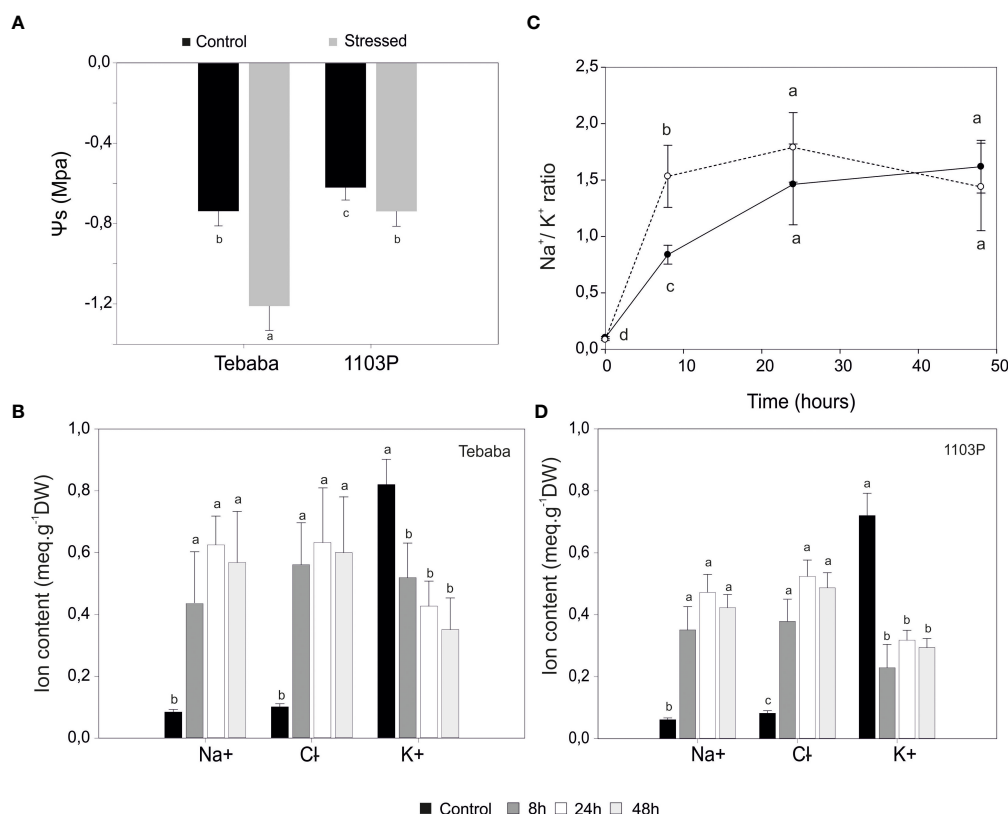 A
Control
Stressed
0,0
-0,4
-0,8
-1,2
Ψs (Mpa)
b
a
c
b
Tebaba
1103P
C
2,5
2,0
1,5
1,0
0,5
0,0
Na+/ K+ ratio
a
a
b
c
a
a
d
0
10
20
30
40
50
Time (hours)
B
1,0
0,8
0,6
0,4
0,2
0,0
Ion content (meq.g-1DW)
Tebaba
b
a
a
a
b
a
a
a
a
b
b
b
Na+
Cl-
K+
D
1,0
0,8
0,6
0,4
0,2
0,0
Ion content (meq.g-1DW)
1103P
b
a
a
a
c
a
a
a
a
b
b
b
Na+
Cl-
K+
Control
8h
24h
48h